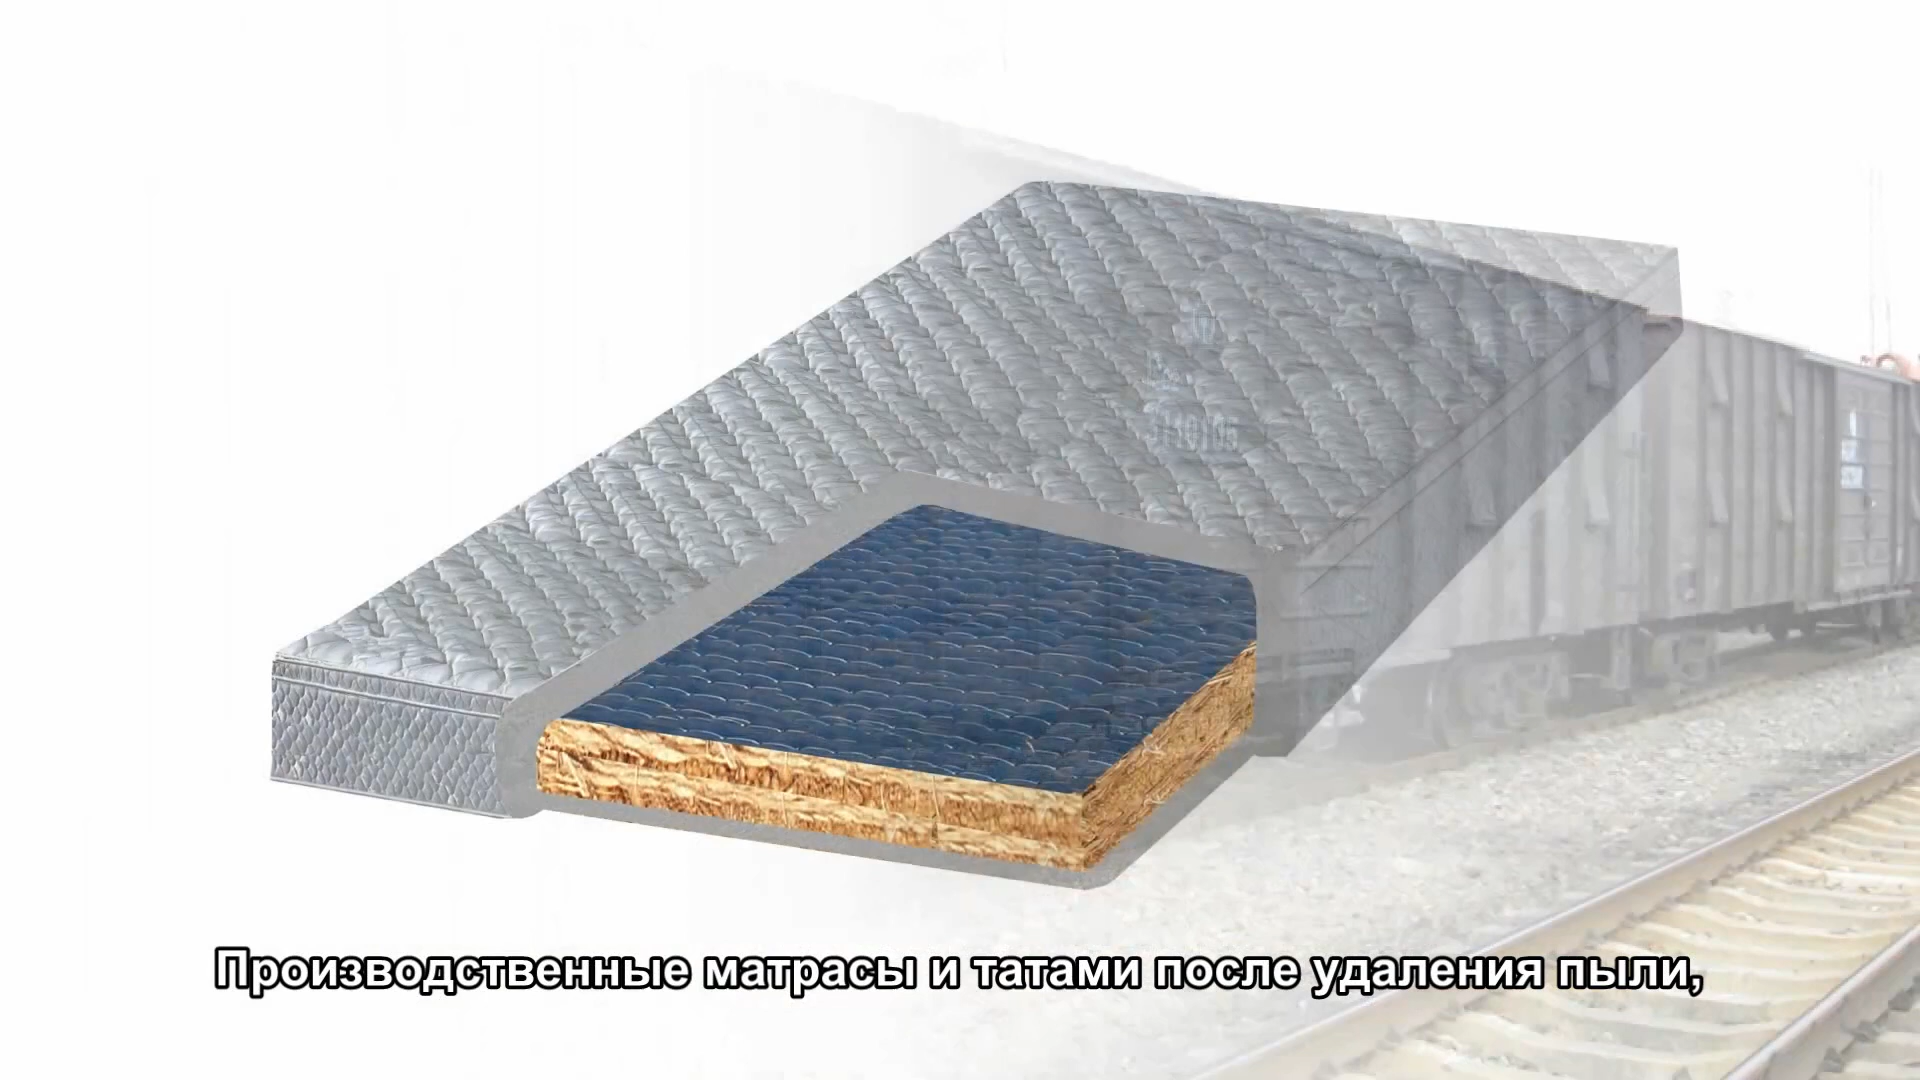 Производственные матрасы и татами после удаления пыли,